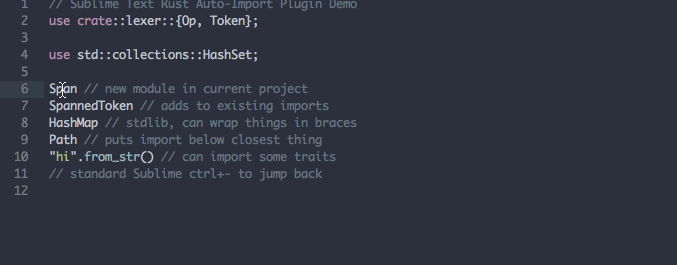 1 // Sublime Text Rust Auto-Import Plugin Demo
2 use crate::lexer::{Op, Token};
3
4 use std::collections::HashSet;
5
6 Span // new module in current project
7 SpannedToken // adds to existing imports
8 HashMap // stdlib, can wrap things in braces
9 Path // puts import below closest thing
10 "hi".from_str() // can import some traits
11 // standard Sublime ctrl+- to jump back
12